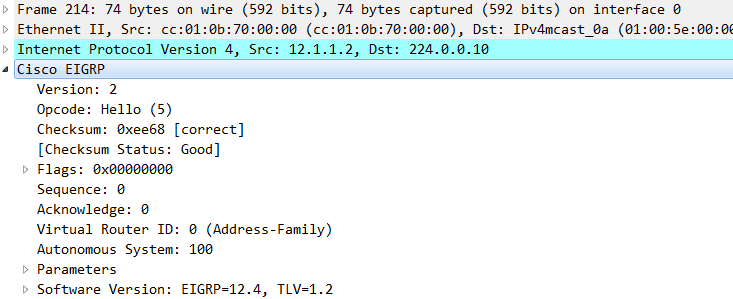 Frame 214: 74 bytes on wire (592 bits), 74 bytes captured (592 bits) on interface 0
Ethernet II, Src: cc:01:0b:70:00:00 (cc:01:0b:70:00:00), Dst: IPv4mcast_0a (01:00:5e:00:00
Internet Protocol Version 4, Src: 12.1.1.2, Dst: 224.0.0.10
Cisco EIGRP
Version: 2
Opcode: Hello (5)
Checksum: 0xee68 [correct]
[Checksum Status: Good]
Flags: 0x00000000
Sequence: 0
Acknowledge: 0
Virtual Router ID: 0 (Address-Family)
Autonomous System: 100
Parameters
Software Version: EIGRP=12.4, TLV=1.2